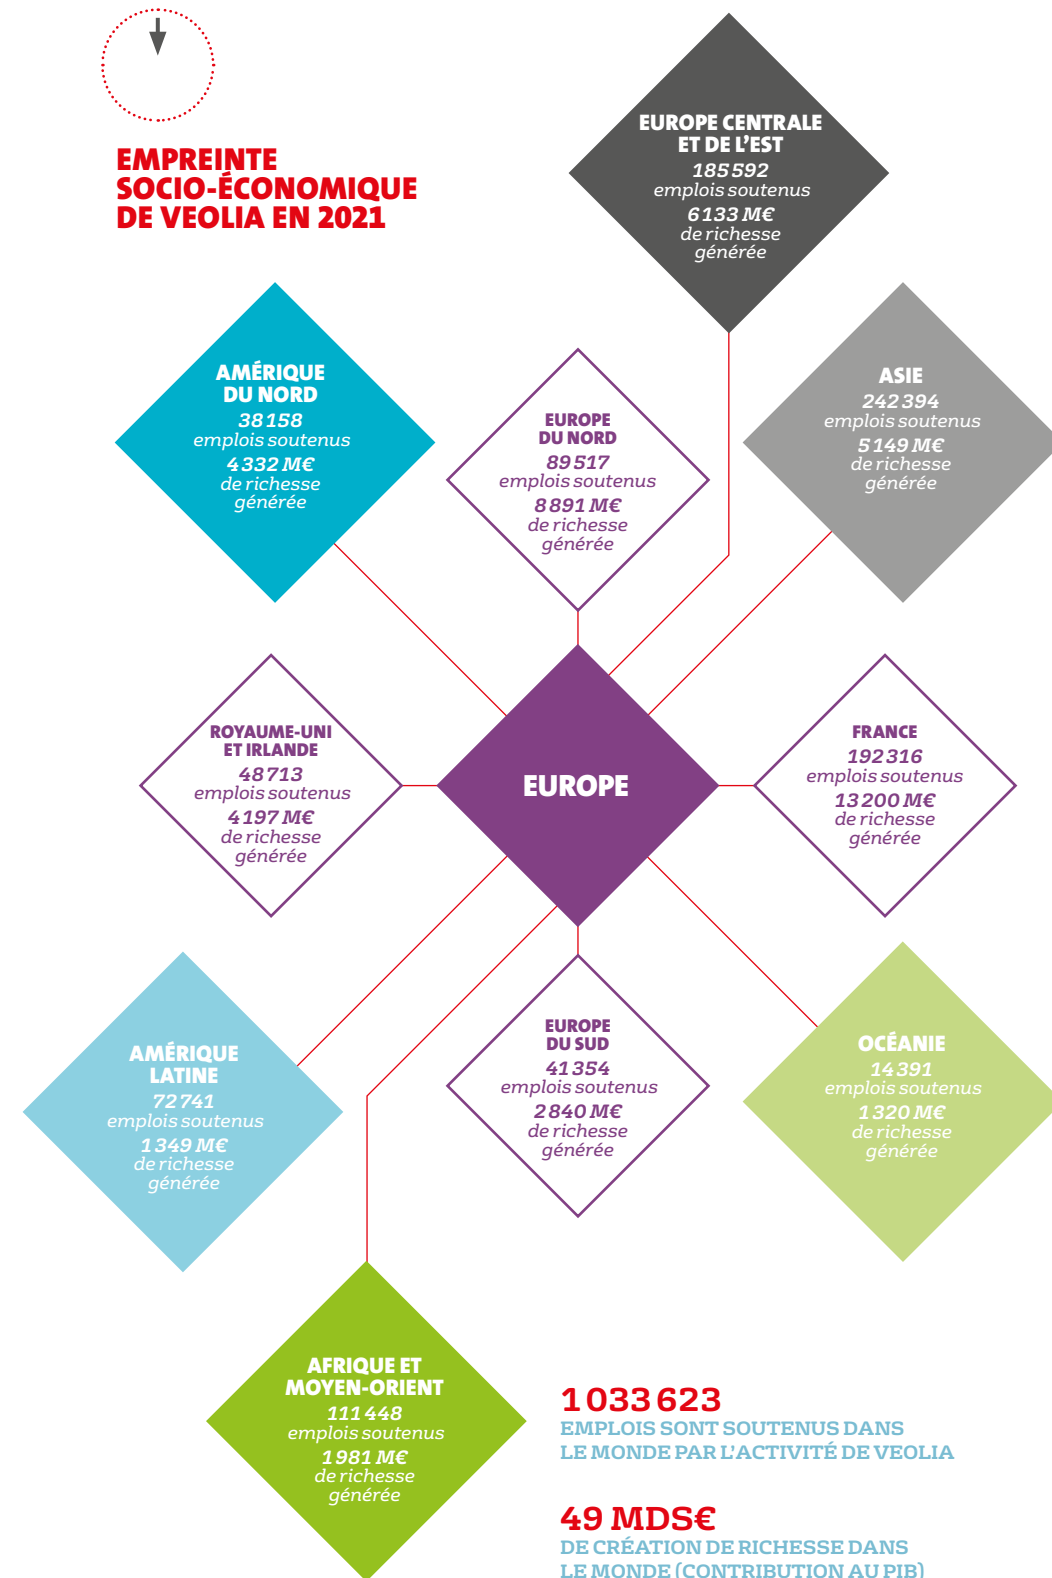 EMPREINTE
SOCIO-ÉCONOMIQUE
DE VEOLIA EN 2021
EUROPE CENTRALE
ET DE L'EST
185 592
emplois soutenus
6 133 M€
de richesse
générée
AMÉRIQUE
DU NORD
38 158
emplois soutenus
4 332 M€
de richesse
générée
EUROPE
DU NORD
89 517
emplois soutenus
8 891 M€
de richesse
générée
ASIE
242 394
emplois soutenus
5 149 M€
de richesse
générée
ROYAUME-UNI
ET IRLANDE
48 713
emplois soutenus
4 197 M€
de richesse
générée
EUROPE
FRANCE
192 316
emplois soutenus
13 200 M€
de richesse
générée
AMÉRIQUE
LATINE
72 741
emplois soutenus
1 349 M€
de richesse
générée
EUROPE
DU SUD
41 354
emplois soutenus
2 840 M€
de richesse
générée
OCÉANIE
14 391
emplois soutenus
1 320 M€
de richesse
générée
AFRIQUE ET
MOYEN-ORIENT
111 448
emplois soutenus
1 981 M€
de richesse
générée
1 033 623
EMPLOIS SONT SOUTENUS DANS
LE MONDE PAR L'ACTIVITÉ DE VEOLIA
49 MDS€
DE CRÉATION DE RICHESSE DANS
LE MONDE (CONTRIBUTION AU PIB)